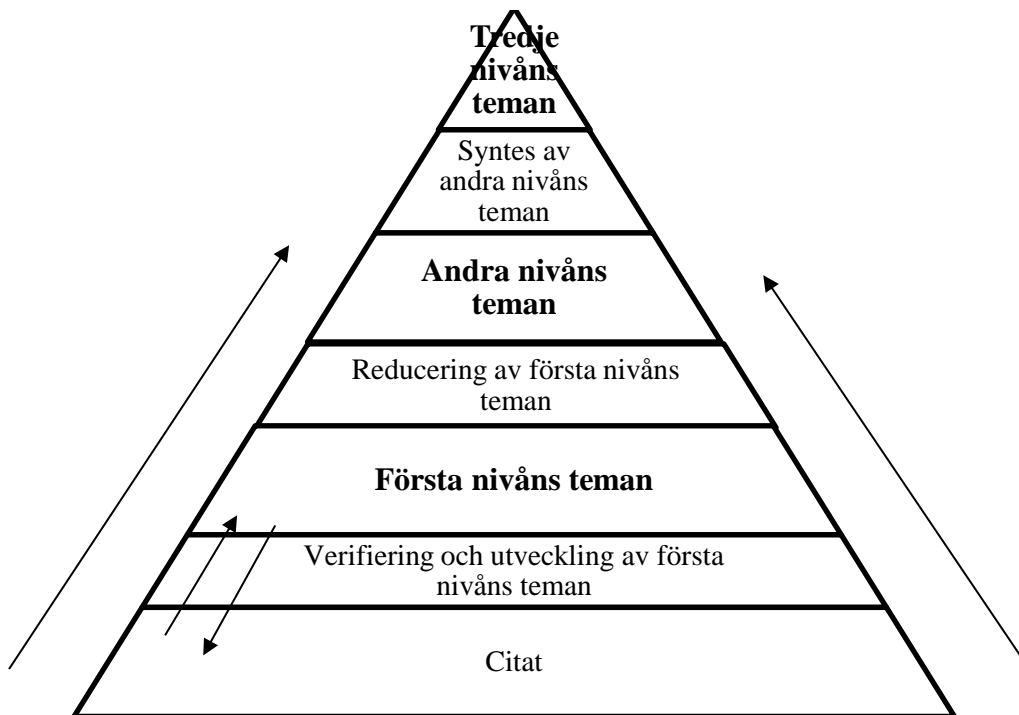 Tredje
nivåns
teman
Syntes av
andra nivåns
teman
Andra nivåns
teman
Reducering av första nivåns
teman
Första nivåns teman
Verifiering och utveckling av första
nivåns teman
Citat